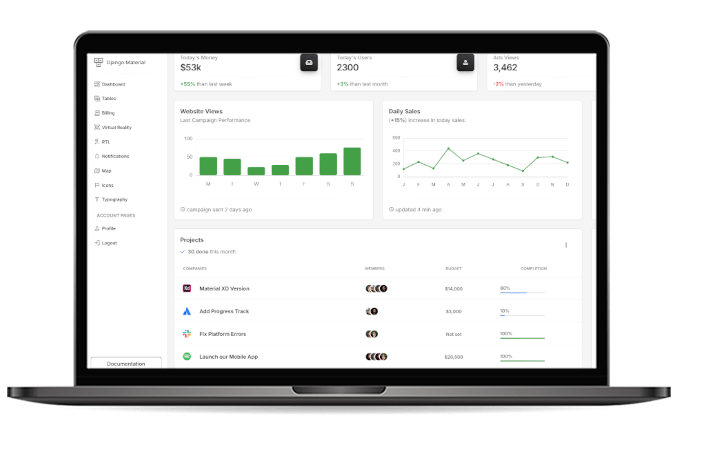 Django Material
Dashboard
Tables
Billing
Virtual Reality
RTL
Notifications
Map
Icons
Typography
ACCOUNT PAGES
Profile
Logout
Documentation
Today's Money
$53k
+55% than last week
Today's Users
2300
+3% than last month
Ads Views
3,462
-2% than yesterday
Website Views
Last Campaign Performance
100
50
0
M T W T F S S
campaign sent 2 days ago
Daily Sales
(+15%) increase in today sales.
600
400
200
0
J F M A M J J A S O N D
updated 4 min ago
Projects
30 done this month
COMPANIES MEMBERS BUDGET COMPLETION
Xd Material XD Version $14,000 60%
Add Progress Track $3,000 10%
Fix Platform Errors Not set 100%
Launch our Mobile App $20,500 100%